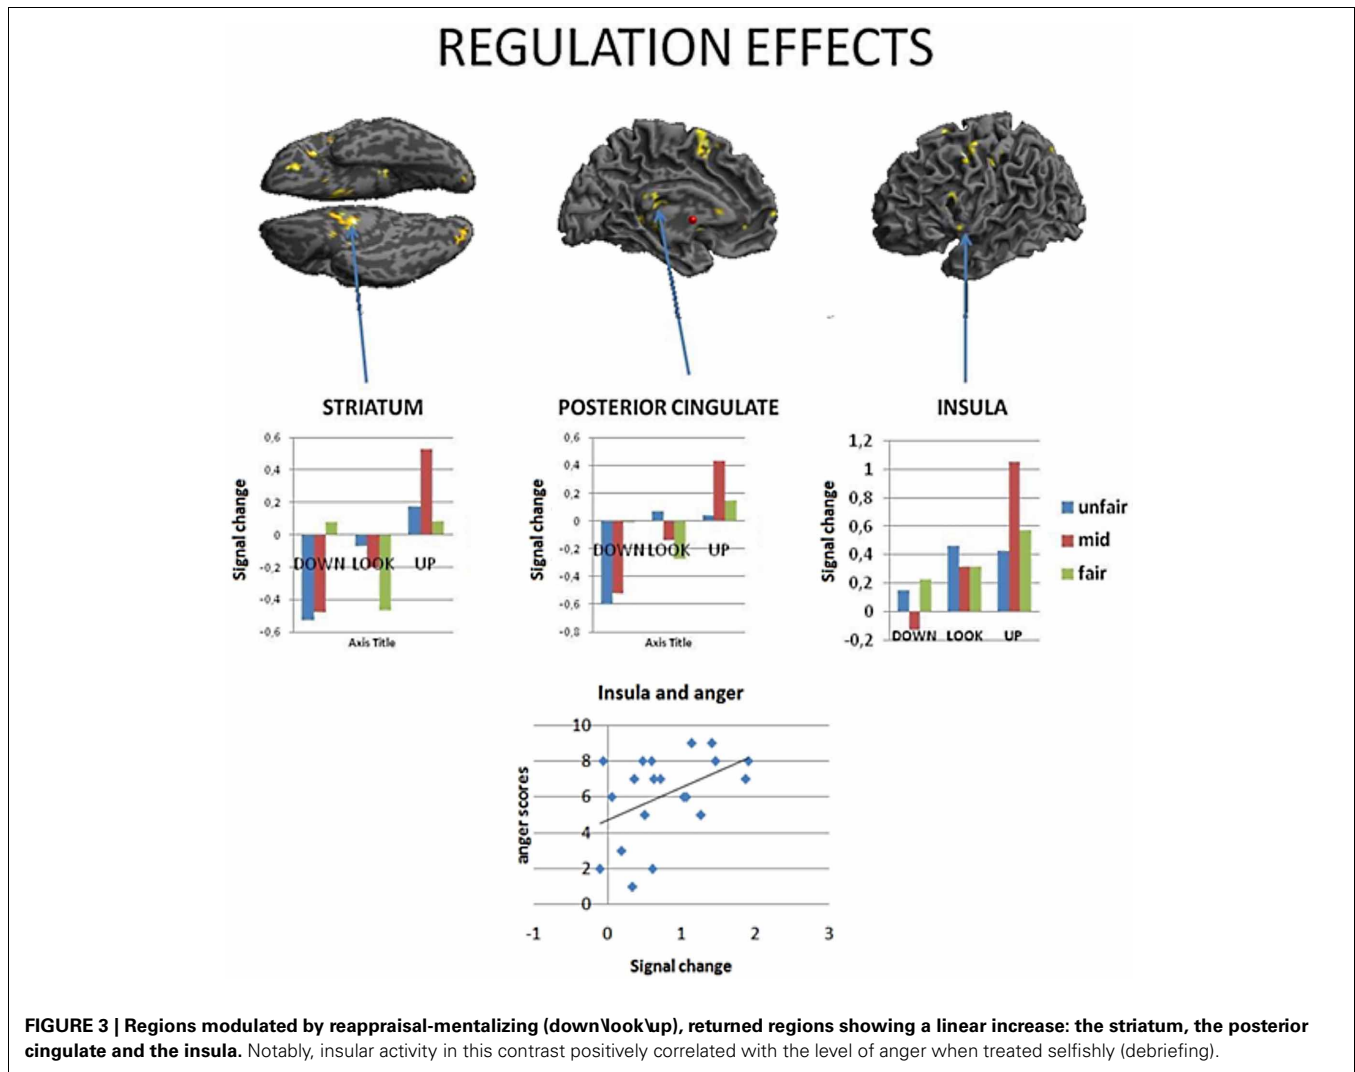 REGULATION EFFECTS
STRIATUM
POSTERIOR CINGULATE
INSULA
Signal change
0,6
0,4
0,2
0
-0,2
-0,4
-0,6
DOWN LOOK UP
Axis Title
Signal change
0,6
0,4
0,2
0
-0,2
-0,4
-0,6
-0,8
DOWN LOOK UP
Axis Title
Signal change
1,2
1
0,8
0,6
0,4
0,2
0
-0,2
DOWN LOOK UP
unfair
mid
fair
Insula and anger
anger scores
10
8
6
4
2
0
-1 0 1 2 3
Signal change
FIGURE 3 | Regions modulated by reappraisal-mentalizing (down\look\up), returned regions showing a linear increase: the striatum, the posterior
cingulate and the insula. Notably, insular activity in this contrast positively correlated with the level of anger when treated selfishly (debriefing).